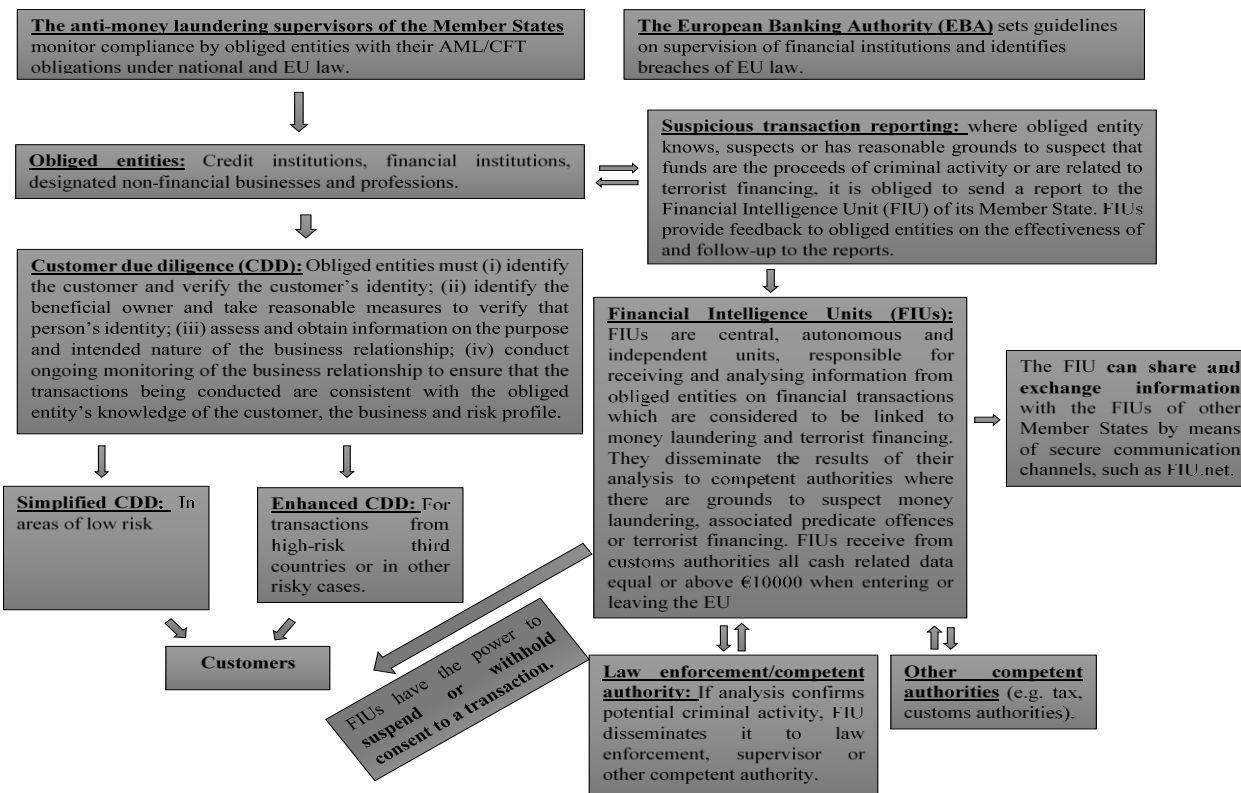 The anti-money laundering supervisors of the Member States
monitor compliance by obliged entities with their AML/CFT
obligations under national and EU law.
The European Banking Authority (EBA) sets guidelines
on supervision of financial institutions and identifies
breaches of EU law.
Obliged entities: Credit institutions, financial institutions,
designated non-financial businesses and professions.
Suspicious transaction reporting: where obliged entity
knows, suspects or has reasonable grounds to suspect that
funds are the proceeds of criminal activity or are related to
terrorist financing, it is obliged to send a report to the
Financial Intelligence Unit (FIU) of its Member State. FIUs
provide feedback to obliged entities on the effectiveness of
and follow-up to the reports.
Customer due diligence (CDD): Obliged entities must (i) identify
the customer and verify the customer's identity; (ii) identify the
beneficial owner and take reasonable measures to verify that
person's identity; (iii) assess and obtain information on the purpose
and intended nature of the business relationship; (iv) conduct
ongoing monitoring of the business relationship to ensure that the
transactions being conducted are consistent with the obliged
entity's knowledge of the customer, the business and risk profile.
Financial Intelligence Units (FIUs):
FIUs are central, autonomous and
independent units, responsible for
receiving and analysing information from
obliged entities on financial transactions
which are considered to be linked to
money laundering and terrorist financing.
They disseminate the results of their
analysis to competent authorities where
there are grounds to suspect money
laundering, associated predicate offences
or terrorist financing. FIUs receive from
customs authorities all cash related data
equal or above €10000 when entering or
leaving the EU
The FIU can share and
exchange information
with the FIUs of other
Member States by means
of secure communication
channels, such as FIU.net.
Simplified CDD: In
areas of low risk
Enhanced CDD: For
transactions from
high-risk third
countries or in other
risky cases.
Customers
FIUs have the power to
suspend or withhold
consent to a transaction.
Law enforcement/competent
authority: If analysis confirms
potential criminal activity, FIU
disseminates it to law
enforcement, supervisor or
other competent authority.
Other competent
authorities (e.g. tax,
customs authorities).